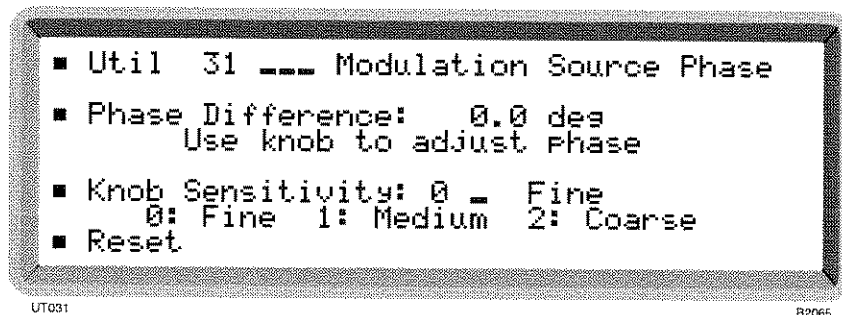 ▪ Util 31 ___ Modulation Source Phase
▪ Phase Difference: 0.0 deg
Use knob to adjust phase
▪ Knob Sensitivity: 0 _ Fine
0: Fine 1: Medium 2: Coarse
▪ Reset
UT031 B2065